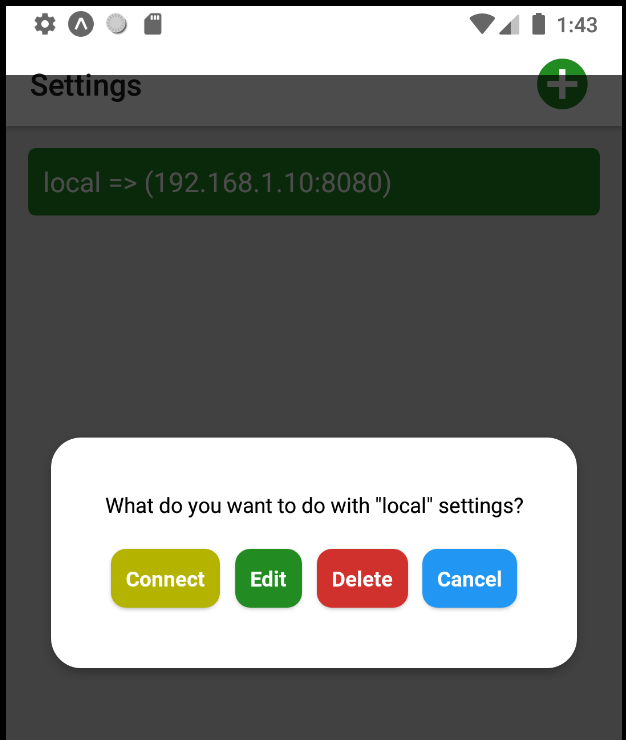 1:43
Settings
local => (192.168.1.10:8080)
What do you want to do with "local" settings?
Connect Edit Delete Cancel